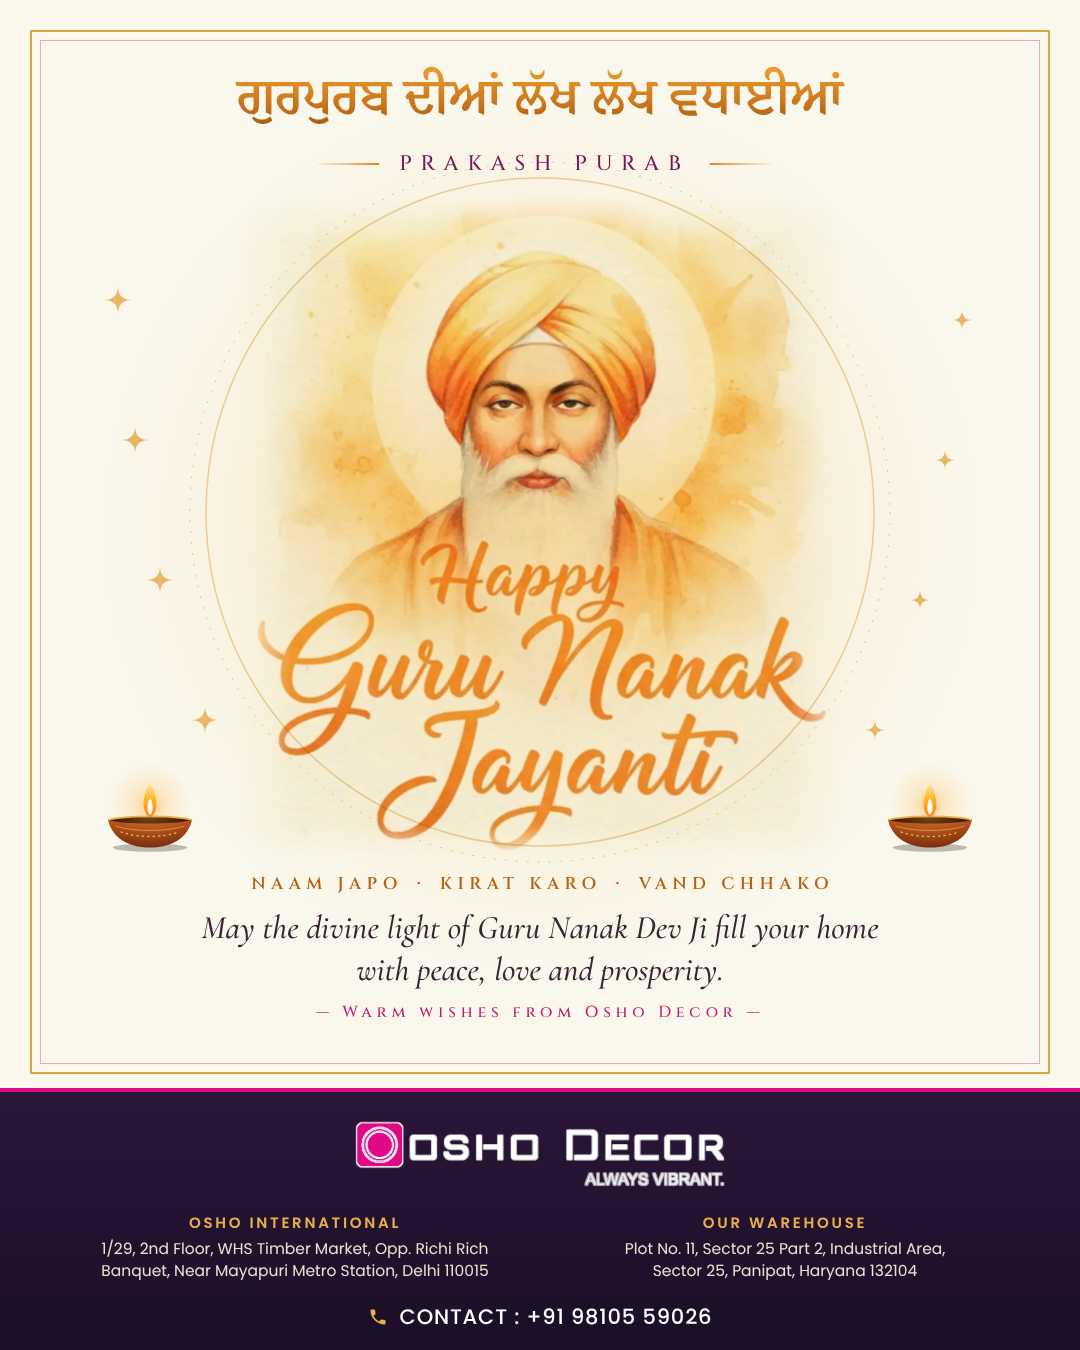 ਗੁਰਪੁਰਬ ਦੀਆਂ ਲੱਖ ਲੱਖ ਵਧਾਈਆਂ
PRAKASH PURAB
Happy
Guru Nanak
Jayanti
NAAM JAPO · KIRAT KARO · VAND CHHAKO
May the divine light of Guru Nanak Dev Ji fill your home
with peace, love and prosperity.
— Warm wishes from Osho Decor —
OSHO DECOR
ALWAYS VIBRANT.
OSHO INTERNATIONAL
1/29, 2nd Floor, WHS Timber Market, Opp. Richi Rich
Banquet, Near Mayapuri Metro Station, Delhi 110015
OUR WAREHOUSE
Plot No. 11, Sector 25 Part 2, Industrial Area,
Sector 25, Panipat, Haryana 132104
CONTACT : +91 98105 59026